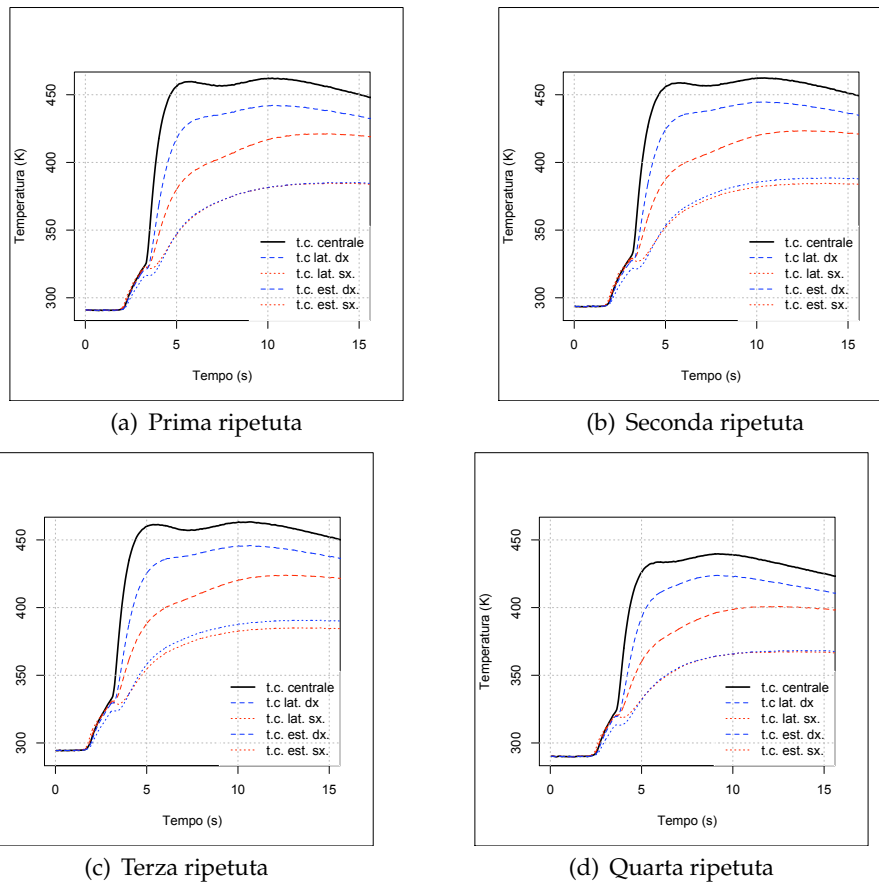 450
400
350
300
Temperatura (K)
t.c. centrale
t.c lat. dx
t.c. lat. sx.
t.c. est. dx.
t.c. est. sx.
0
5
10
15
Tempo (s)
(a) Prima ripetuta
450
400
350
300
Temperatura (K)
t.c. centrale
t.c lat. dx
t.c. lat. sx.
t.c. est. dx.
t.c. est. sx.
0
5
10
15
Tempo (s)
(b) Seconda ripetuta
450
400
350
300
Temperatura (K)
t.c. centrale
t.c lat. dx
t.c. lat. sx.
t.c. est. dx.
t.c. est. sx.
0
5
10
15
Tempo (s)
(c) Terza ripetuta
450
400
350
300
Temperatura (K)
t.c. centrale
t.c lat. dx
t.c. lat. sx.
t.c. est. dx.
t.c. est. sx.
0
5
10
15
Tempo (s)
(d) Quarta ripetuta